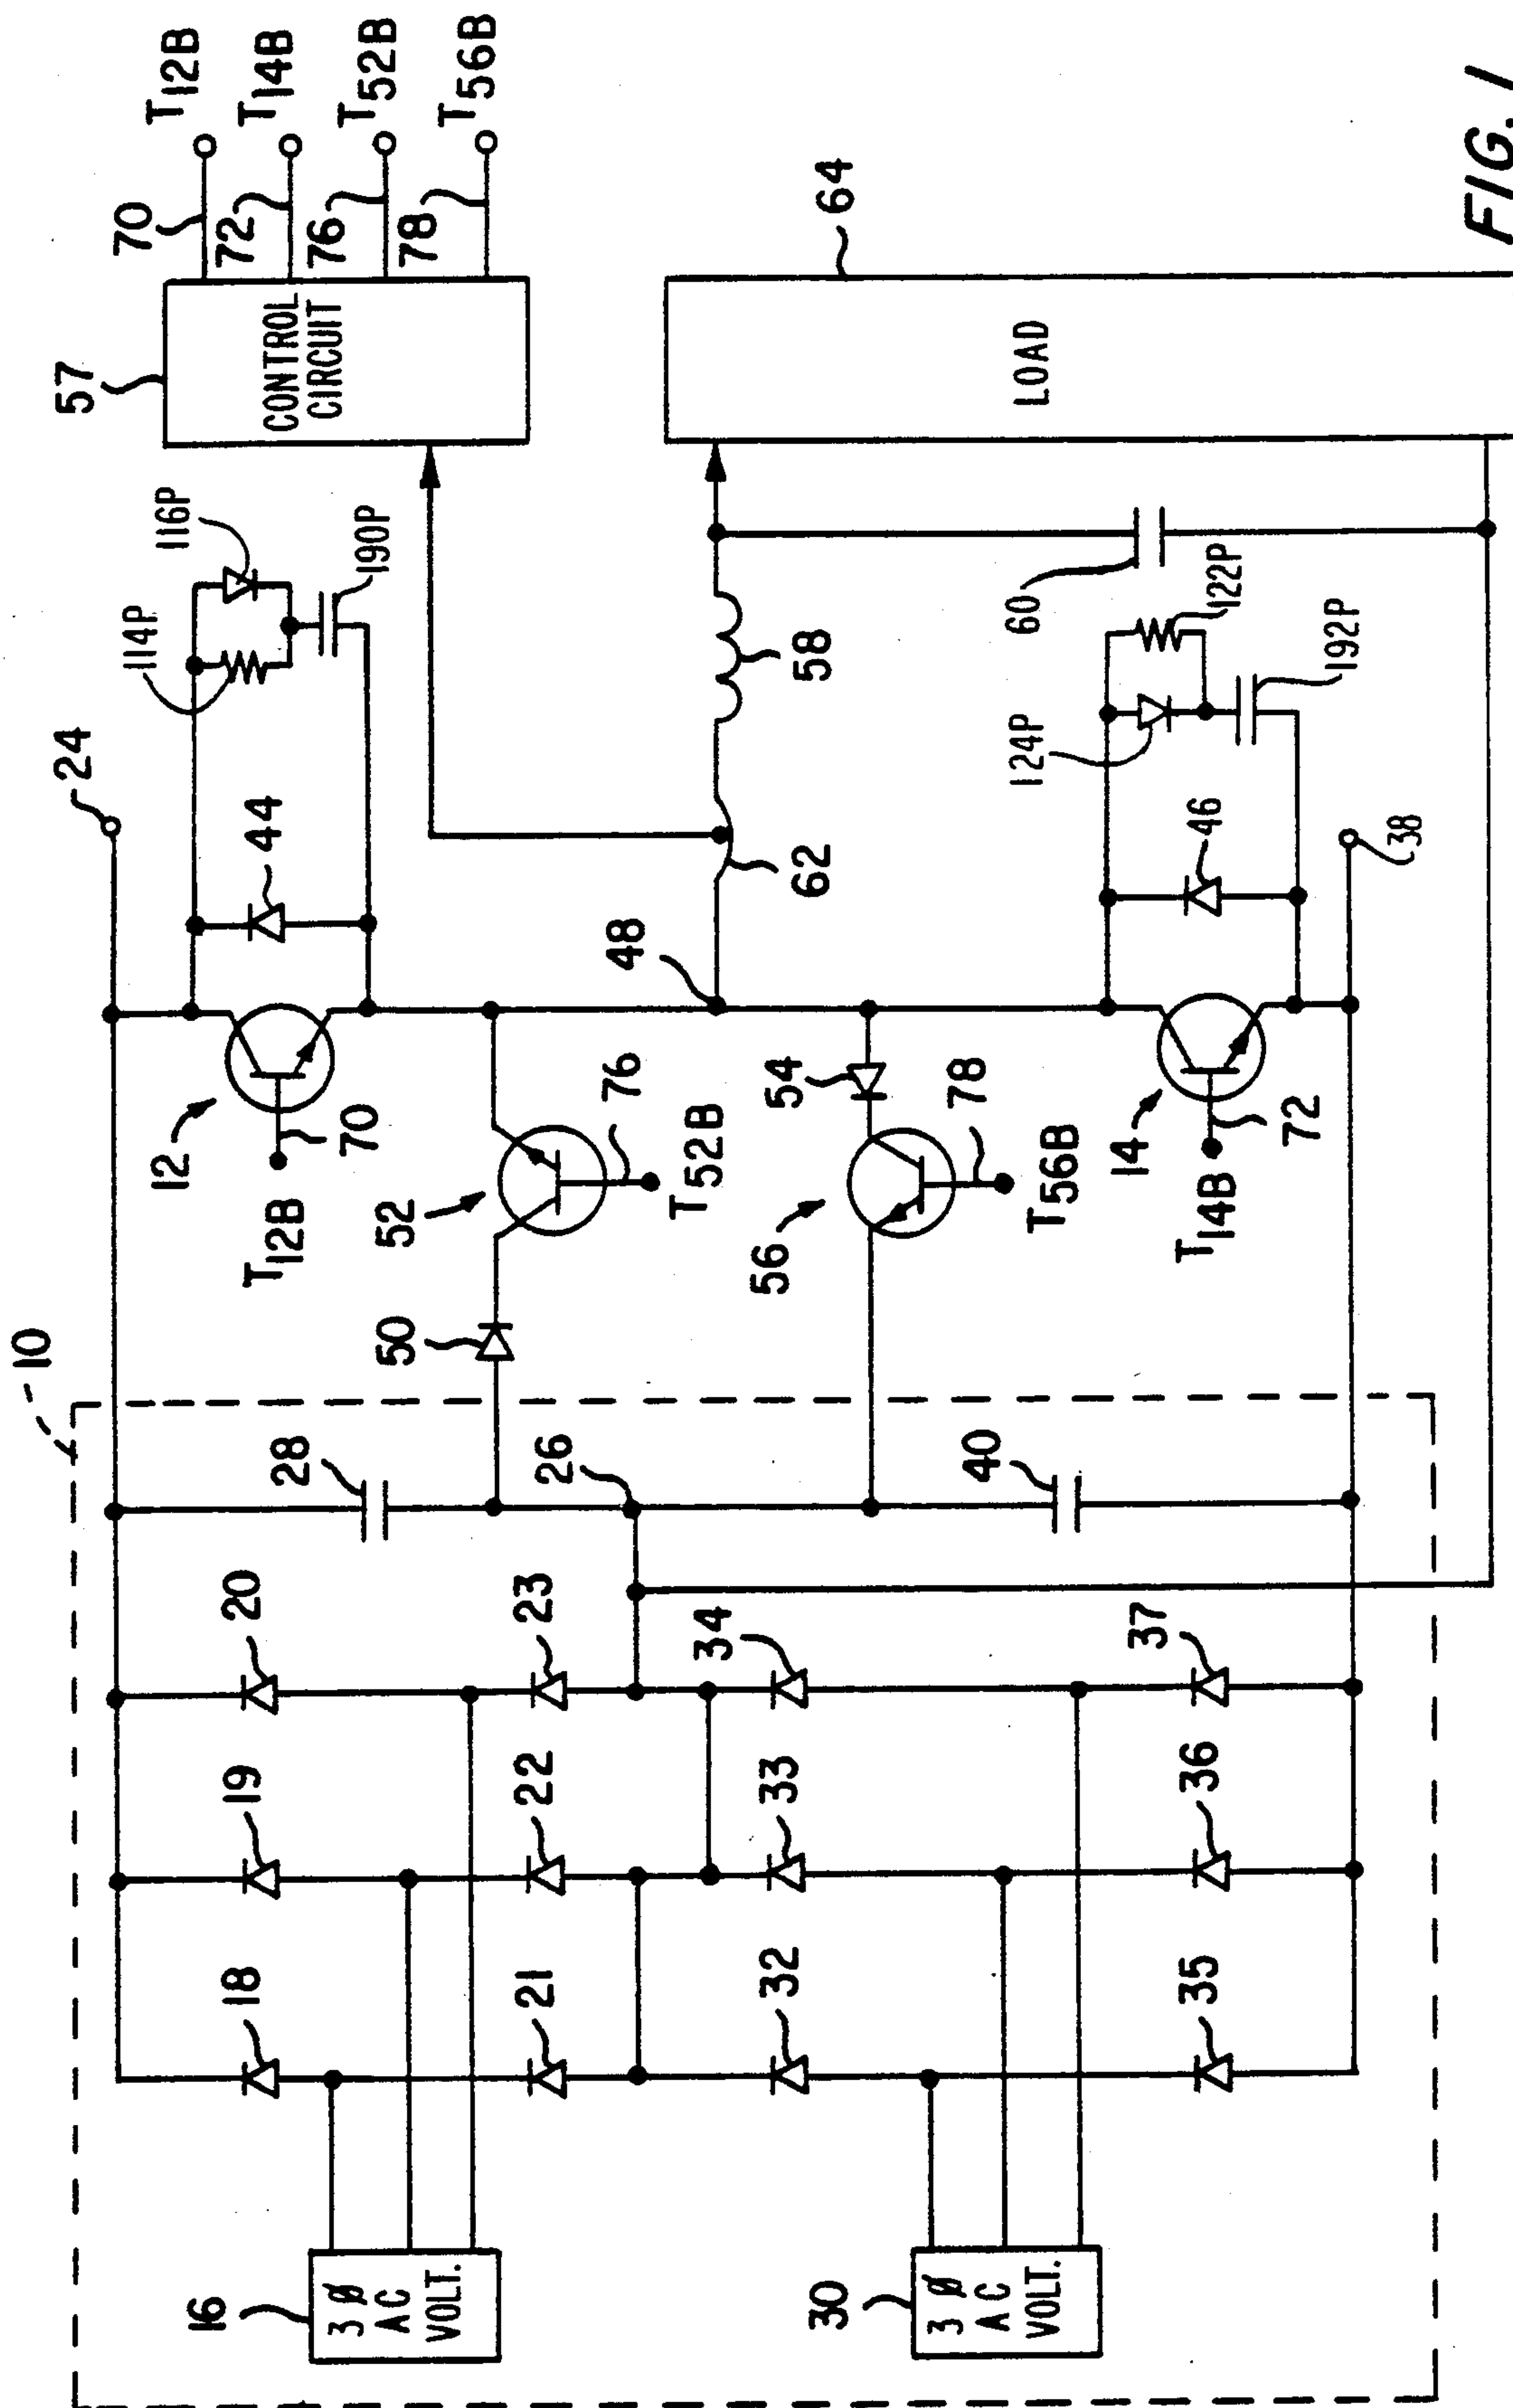 10
24
12
T12B
70
44
114P
116P
190P
57
CONTROL
CIRCUIT
70
72
76
78
T12B
T14B
T52B
T56B
16
3 Ø
AC
VOLT.
18
19
20
21
22
23
28
26
50
52
76
T52B
48
62
58
64
LOAD
60
30
3 Ø
AC
VOLT.
32
33
34
35
36
37
40
56
54
78
T56B
14
T14B
72
46
124P
122P
192P
38
FIG. 1